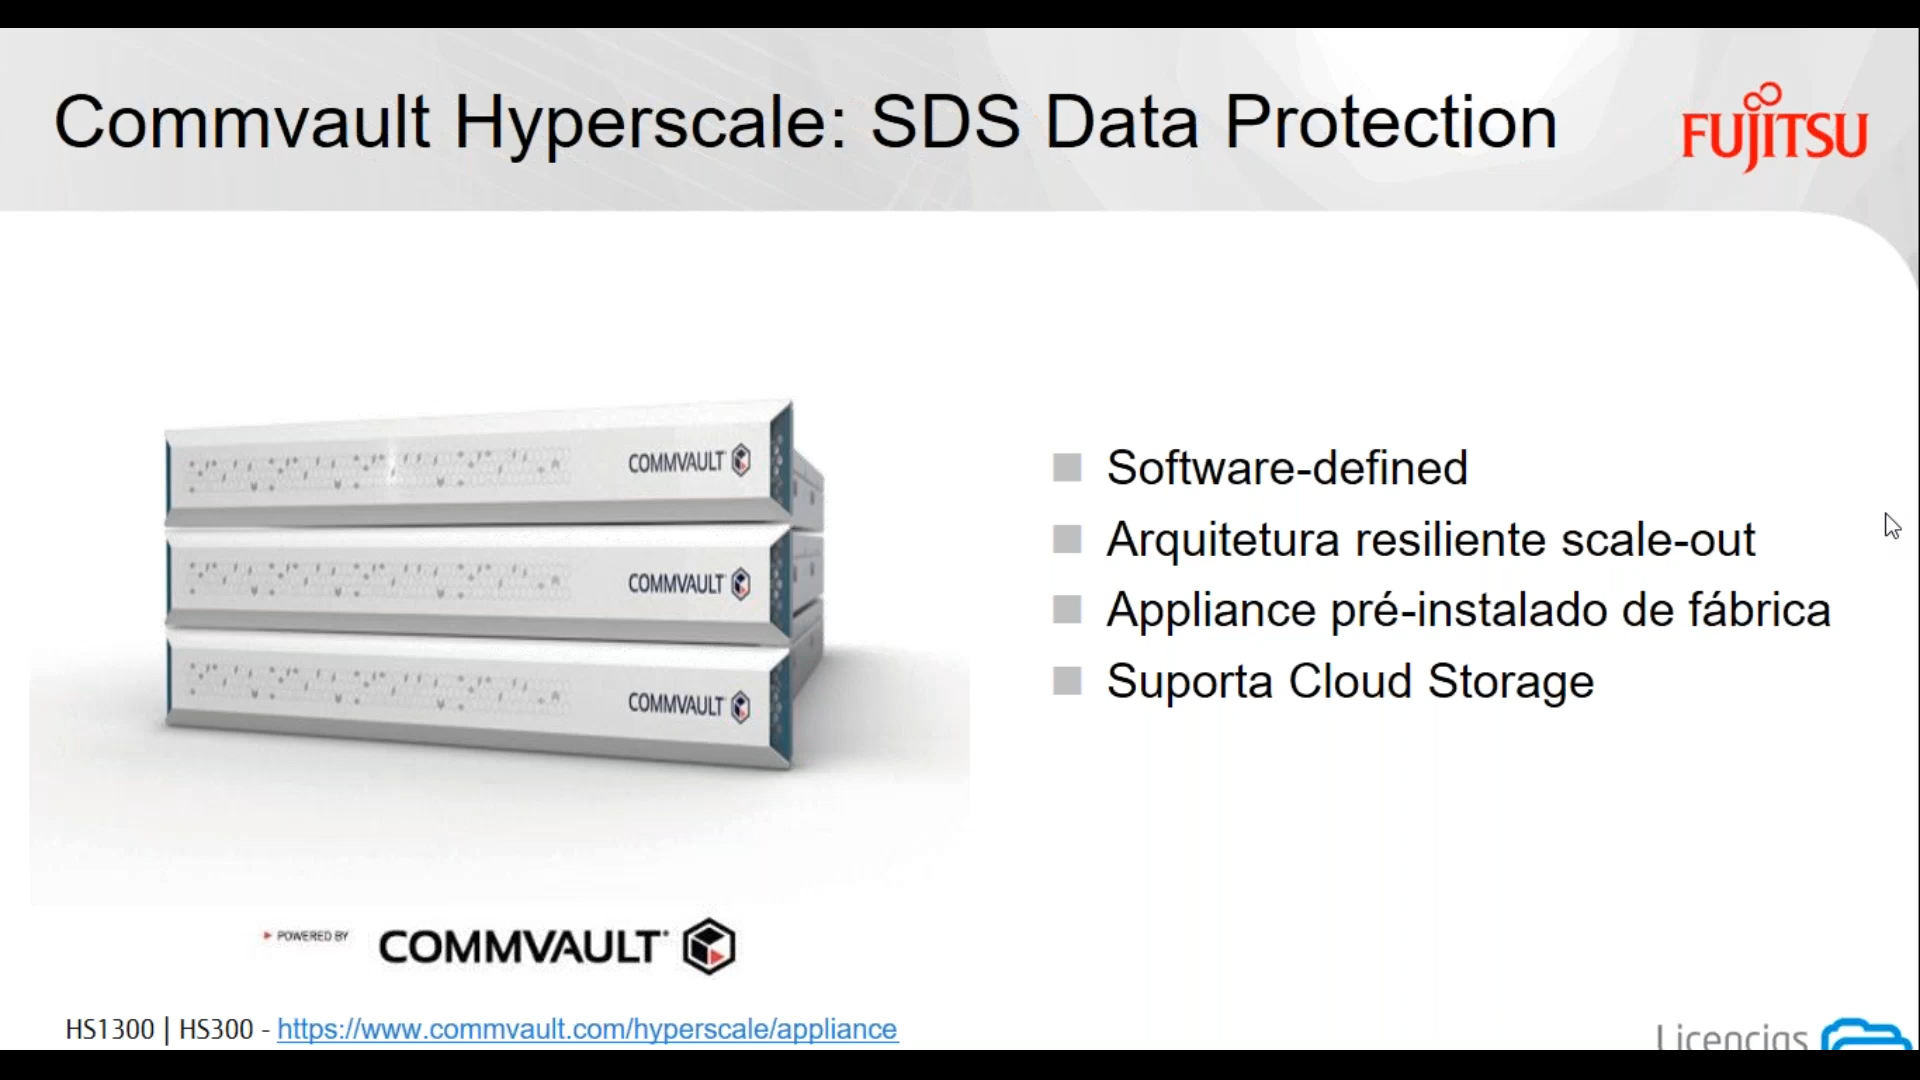 Commvault Hyperscale: SDS Data Protection
FUJITSU
COMMVAULT
COMMVAULT
COMMVAULT
Software-defined
Arquitetura resiliente scale-out
Appliance pré-instalado de fábrica
Suporta Cloud Storage
POWERED BY COMMVAULT
HS1300 | HS300 - https://www.commvault.com/hyperscale/appliance
Licencias